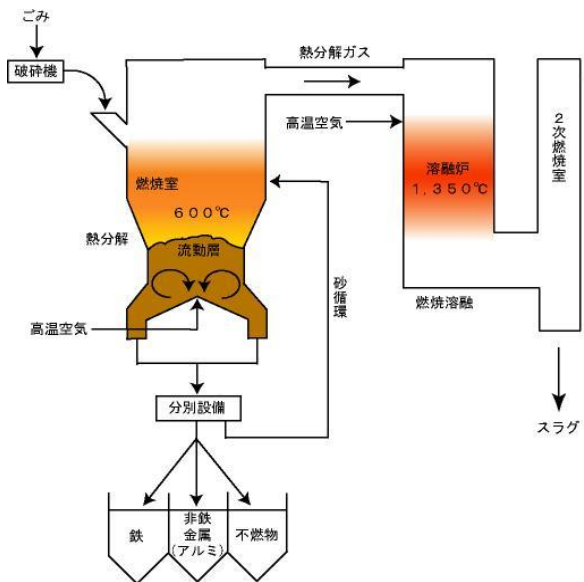 ごみ
破砕機
熱分解ガス
高温空気
燃焼室
600℃
熱分解
流動層
高温空気
砂循環
溶融炉
1,350℃
2次燃焼室
燃焼溶融
スラグ
分別設備
鉄
非鉄
金属
(アルミ)
不燃物